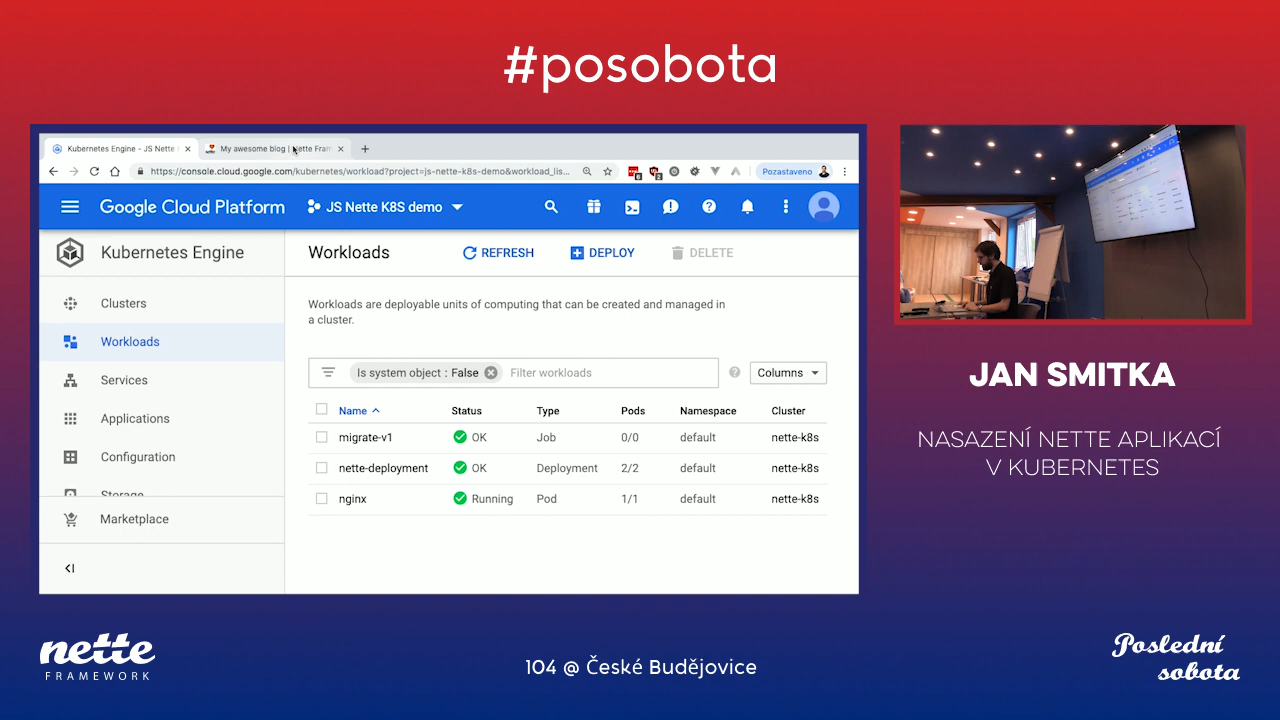 #posobota
Kubernetes Engine - JS Nette
My awesome blog | Nette Fram
https://console.cloud.google.com/kubernetes/workload?project=js-nette-k8s-demo&workload_lis...
Pozastaveno
Google Cloud Platform
JS Nette K8S demo
Kubernetes Engine
Workloads
REFRESH
DEPLOY
DELETE
Clusters
Workloads
Services
Applications
Configuration
Storage
Marketplace
Workloads are deployable units of computing that can be created and managed in
a cluster.
Is system object : False
Filter workloads
Columns
Name Status Type Pods Namespace Cluster
migrate-v1 OK Job 0/0 default nette-k8s
nette-deployment OK Deployment 2/2 default nette-k8s
nginx Running Pod 1/1 default nette-k8s
JAN SMITKA
NASAZENÍ NETTE APLIKACÍ
V KUBERNETES
nette
FRAMEWORK
104 @ České Budějovice
Poslední
sobota